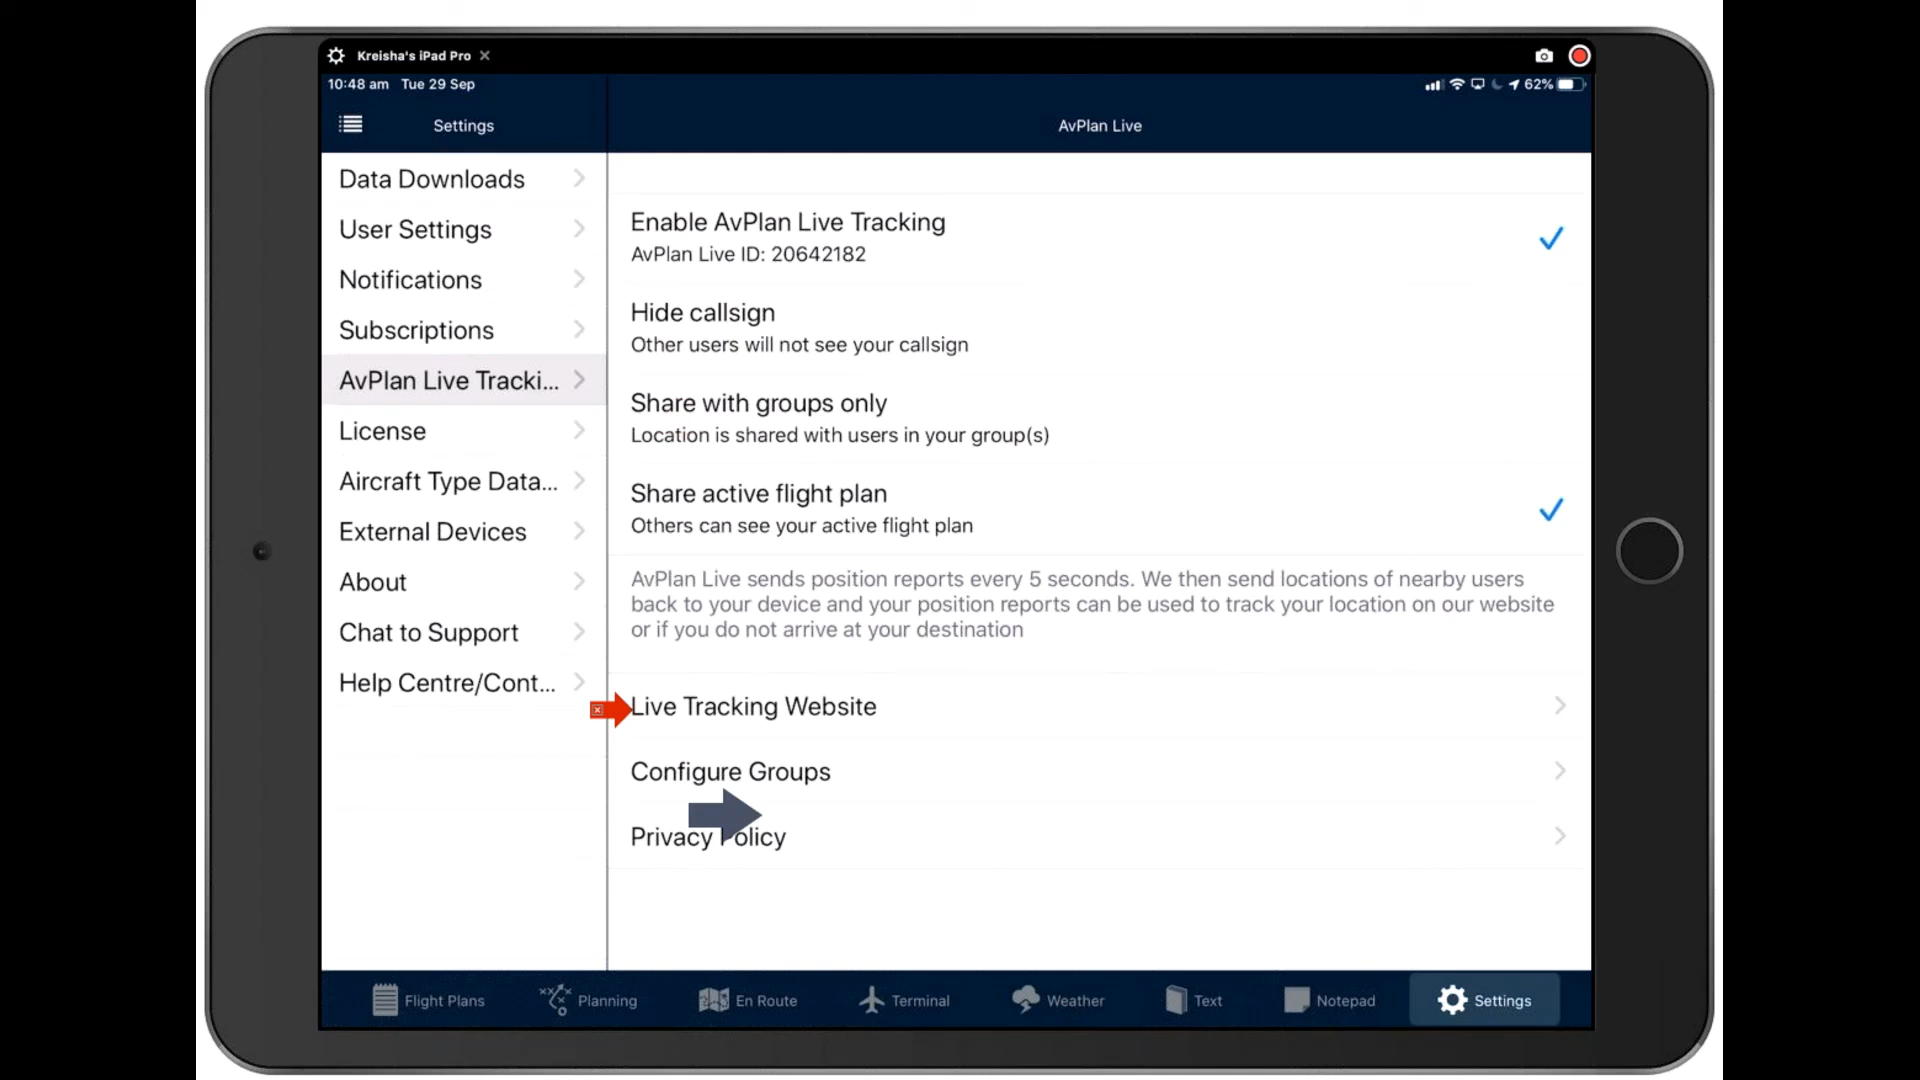 Kreisha's iPad Pro
10:48 am Tue 29 Sep
62%
Settings
AvPlan Live
Data Downloads
User Settings
Notifications
Subscriptions
AvPlan Live Tracki...
License
Aircraft Type Data...
External Devices
About
Chat to Support
Help Centre/Cont...
Enable AvPlan Live Tracking
AvPlan Live ID: 20642182
Hide callsign
Other users will not see your callsign
Share with groups only
Location is shared with users in your group(s)
Share active flight plan
Others can see your active flight plan
AvPlan Live sends position reports every 5 seconds. We then send locations of nearby users
back to your device and your position reports can be used to track your location on our website
or if you do not arrive at your destination
Live Tracking Website
Configure Groups
Privacy Policy
Flight Plans
Planning
En Route
Terminal
Weather
Text
Notepad
Settings